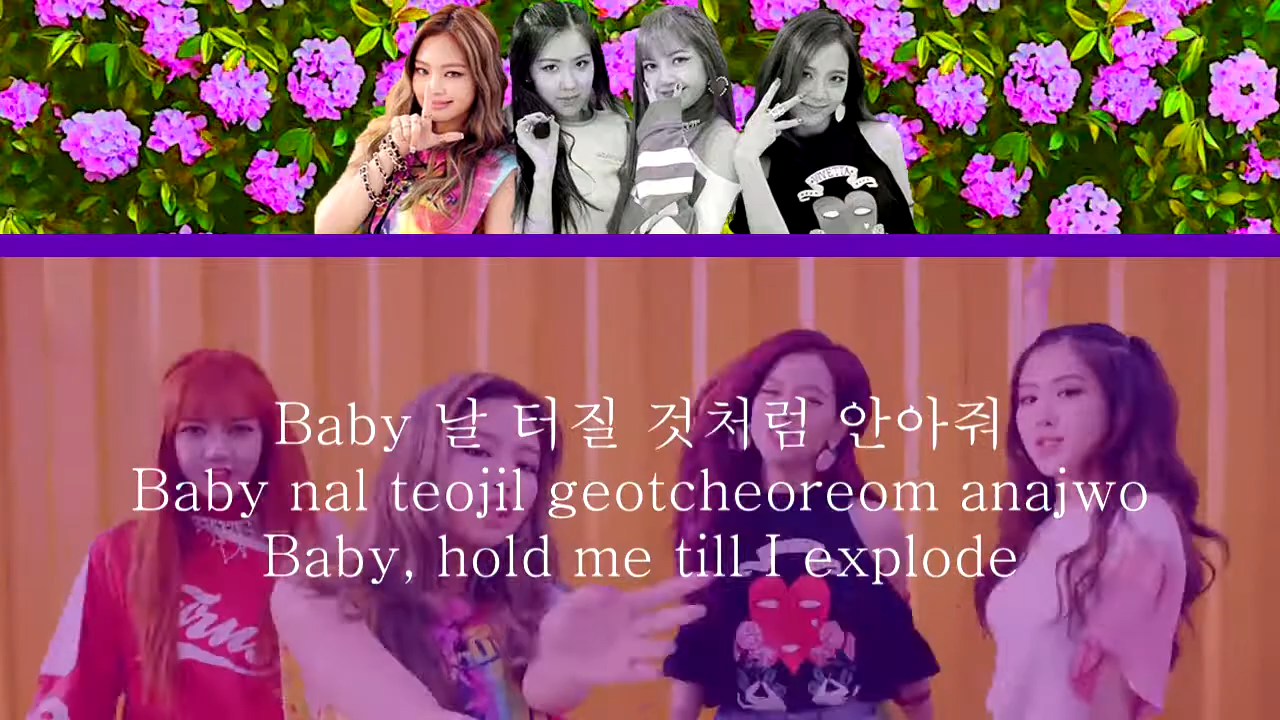 Baby 날 터질 것처럼 안아줘
Baby nal teojil geotcheoreom anajwo
Baby, hold me till I explode